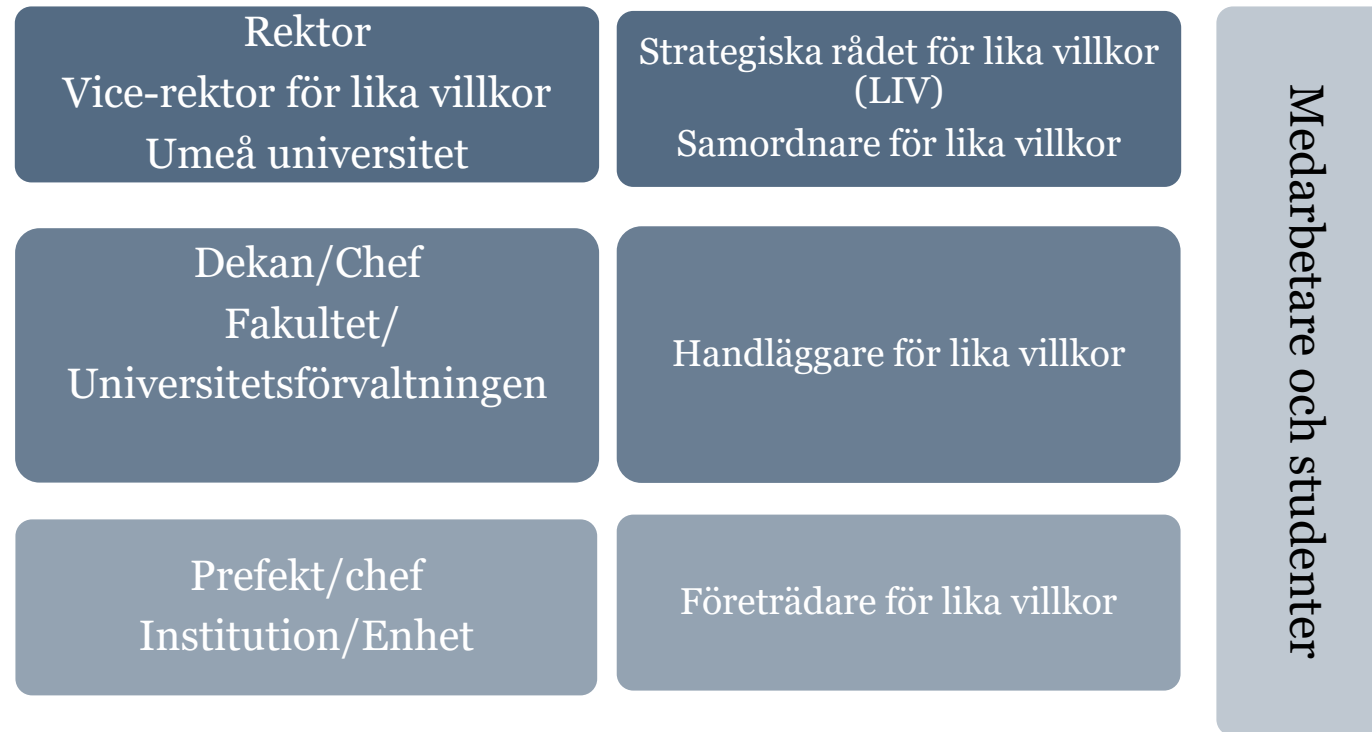 Rektor
Vice-rektor för lika villkor
Umeå universitet
Strategiska rådet för lika villkor
(LIV)
Samordnare för lika villkor
Dekan/Chef
Fakultet/
Universitetsförvaltningen
Handläggare för lika villkor
Prefekt/chef
Institution/Enhet
Företrädare för lika villkor
Medarbetare och studenter